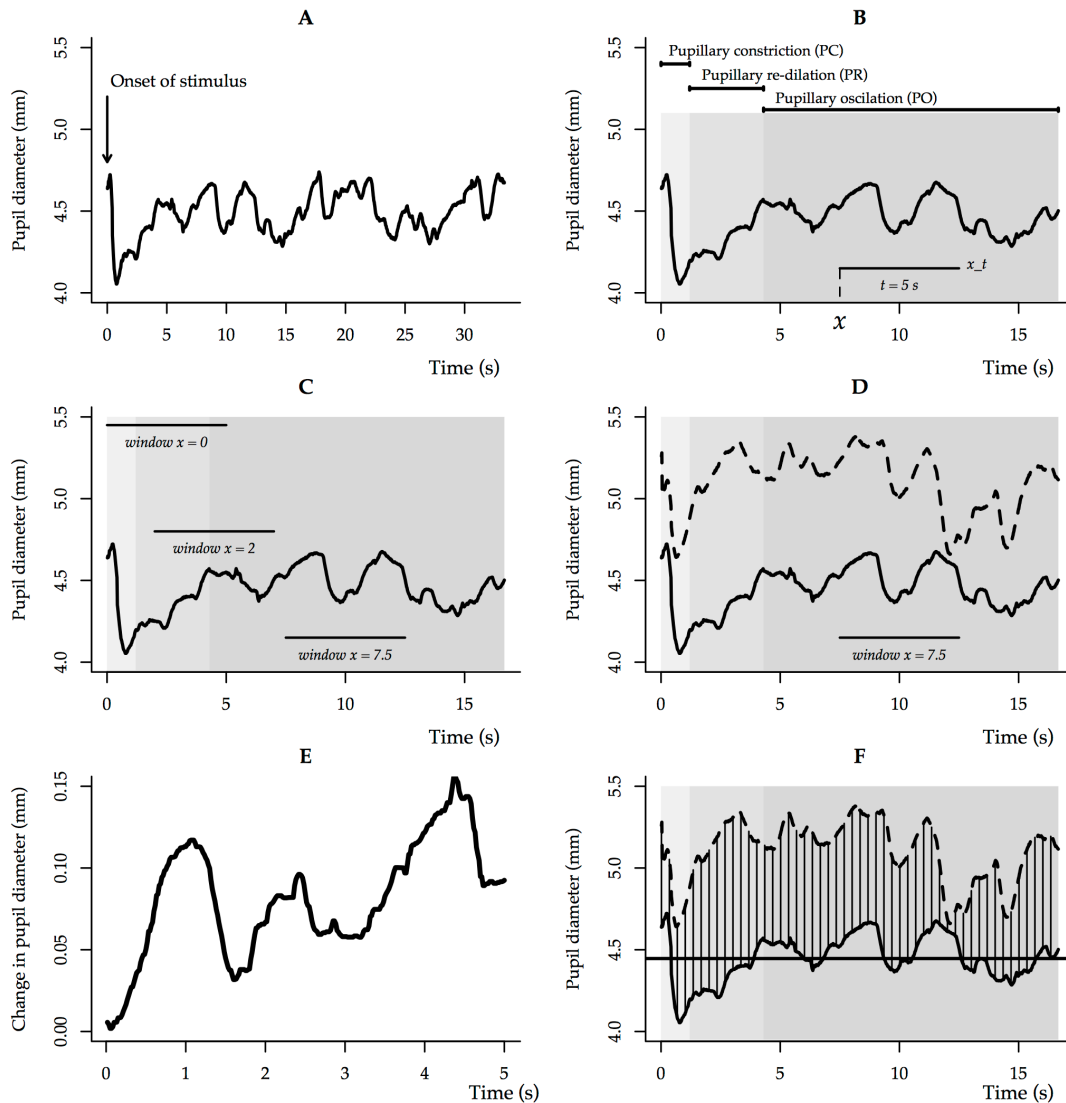 A
Pupil diameter (mm)
5.5
5.0
4.5
4.0
Onset of stimulus
0 5 10 15 20 25 30
Time (s)
B
Pupil diameter (mm)
5.5
5.0
4.5
4.0
Pupillary constriction (PC)
Pupillary re-dilation (PR)
Pupillary oscilation (PO)
x_t
t = 5 s
x
0 5 10 15
Time (s)
C
Pupil diameter (mm)
5.5
5.0
4.5
4.0
window x = 0
window x = 2
window x = 7.5
0 5 10 15
Time (s)
D
Pupil diameter (mm)
5.5
5.0
4.5
4.0
window x = 7.5
0 5 10 15
Time (s)
E
Change in pupil diameter (mm)
0.15
0.10
0.05
0.00
0 1 2 3 4 5
Time (s)
F
Pupil diameter (mm)
5.5
5.0
4.5
4.0
0 5 10 15
Time (s)